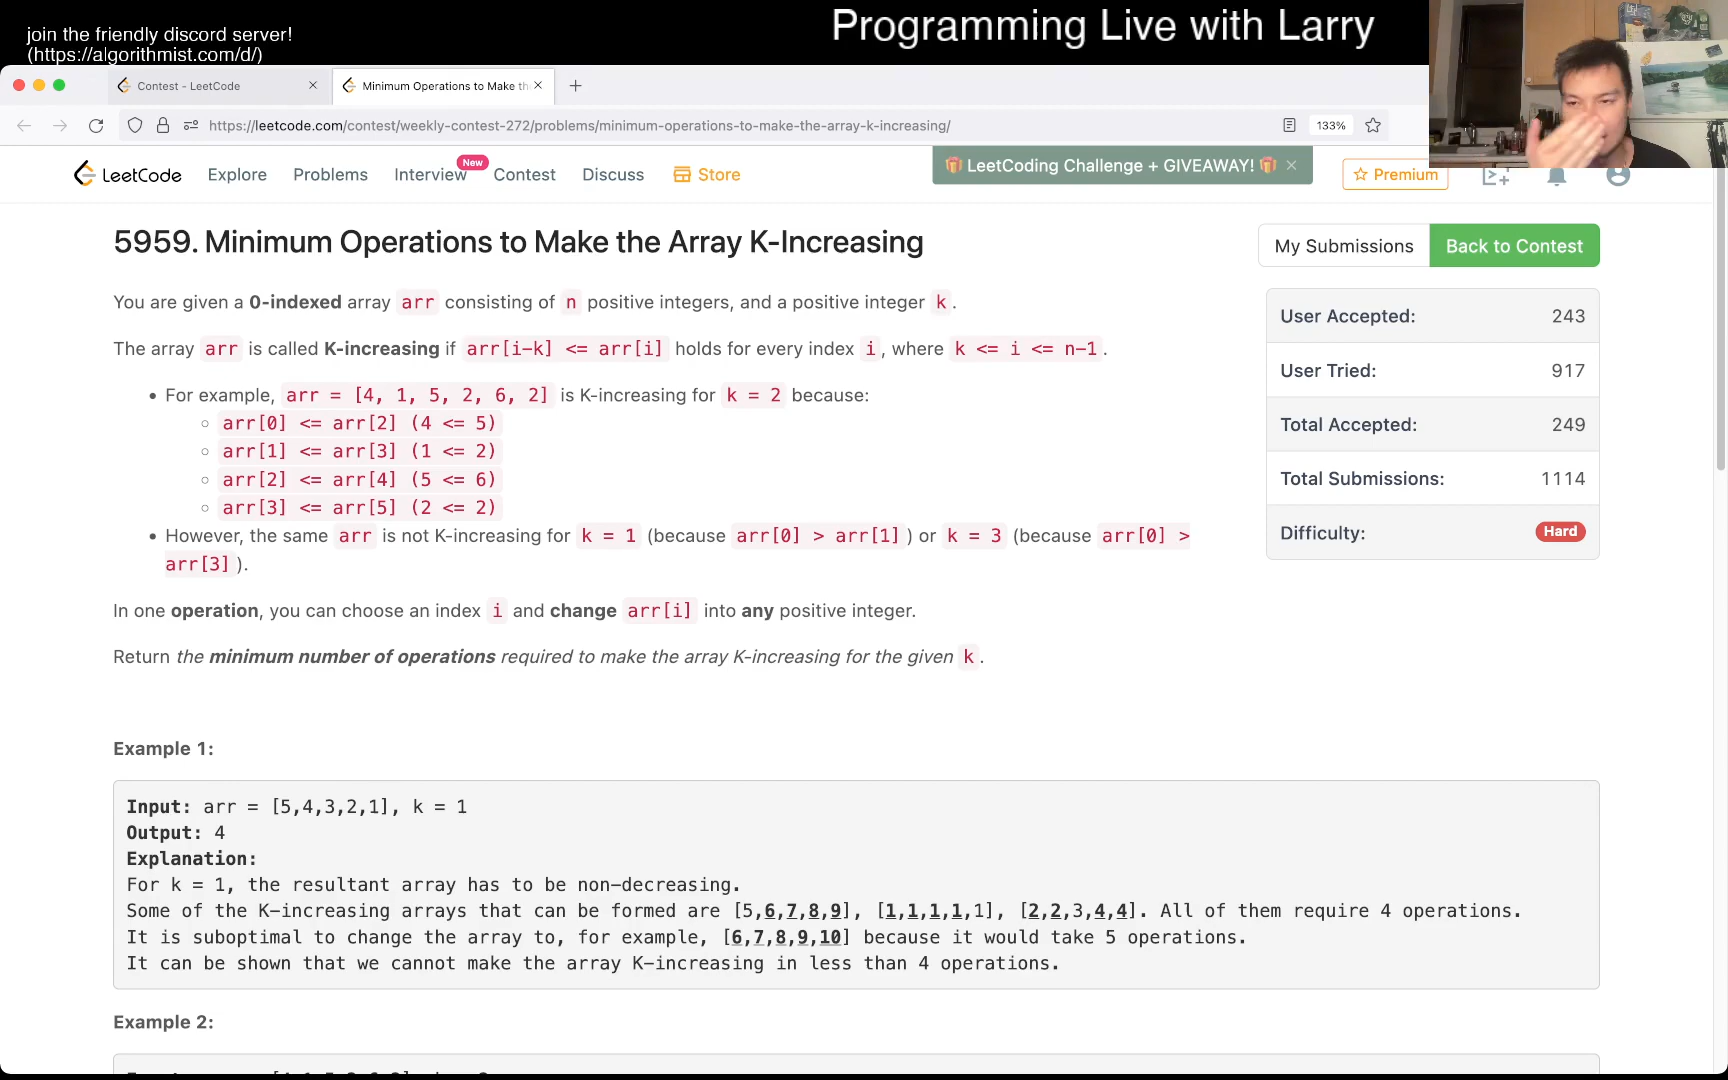 join the friendly discord server!
(https://algorithmist.com/d/)
Programming Live with Larry
Contest - LeetCode
Minimum Operations to Make th
https://leetcode.com/contest/weekly-contest-272/problems/minimum-operations-to-make-the-array-k-increasing/
133%
LeetCode
Explore
Problems
Interview
New
Contest
Discuss
Store
LeetCoding Challenge + GIVEAWAY!
Premium
5959. Minimum Operations to Make the Array K-Increasing
My Submissions
Back to Contest
You are given a 0-indexed array arr consisting of n positive integers, and a positive integer k.
The array arr is called K-increasing if arr[i-k] <= arr[i] holds for every index i, where k <= i <= n-1.
For example, arr = [4, 1, 5, 2, 6, 2] is K-increasing for k = 2 because:
arr[0] <= arr[2] (4 <= 5)
arr[1] <= arr[3] (1 <= 2)
arr[2] <= arr[4] (5 <= 6)
arr[3] <= arr[5] (2 <= 2)
However, the same arr is not K-increasing for k = 1 (because arr[0] > arr[1]) or k = 3 (because arr[0] >
arr[3]).
In one operation, you can choose an index i and change arr[i] into any positive integer.
Return the minimum number of operations required to make the array K-increasing for the given k.
User Accepted: 243
User Tried: 917
Total Accepted: 249
Total Submissions: 1114
Difficulty: Hard
Example 1:
Input: arr = [5,4,3,2,1], k = 1
Output: 4
Explanation:
For k = 1, the resultant array has to be non-decreasing.
Some of the K-increasing arrays that can be formed are [5,6,7,8,9], [1,1,1,1,1], [2,2,3,4,4]. All of them require 4 operations.
It is suboptimal to change the array to, for example, [6,7,8,9,10] because it would take 5 operations.
It can be shown that we cannot make the array K-increasing in less than 4 operations.
Example 2: